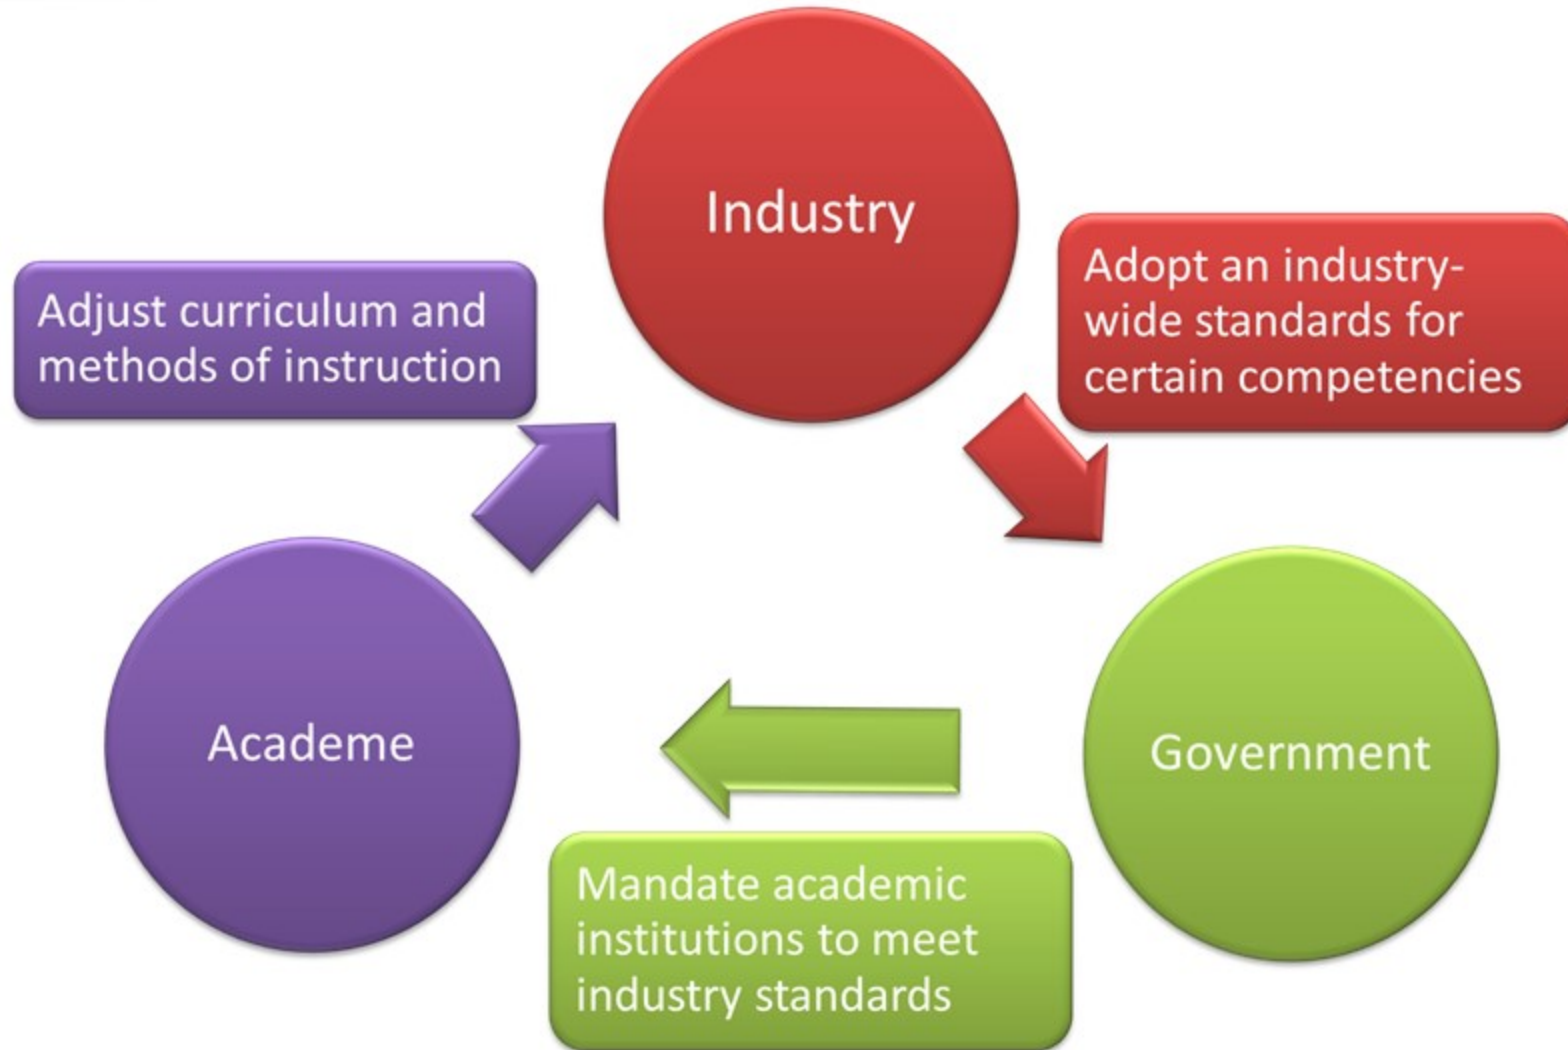 Industry
Adopt an industry-
wide standards for
certain competencies
Adjust curriculum and
methods of instruction
Academe
Government
Mandate academic
institutions to meet
industry standards